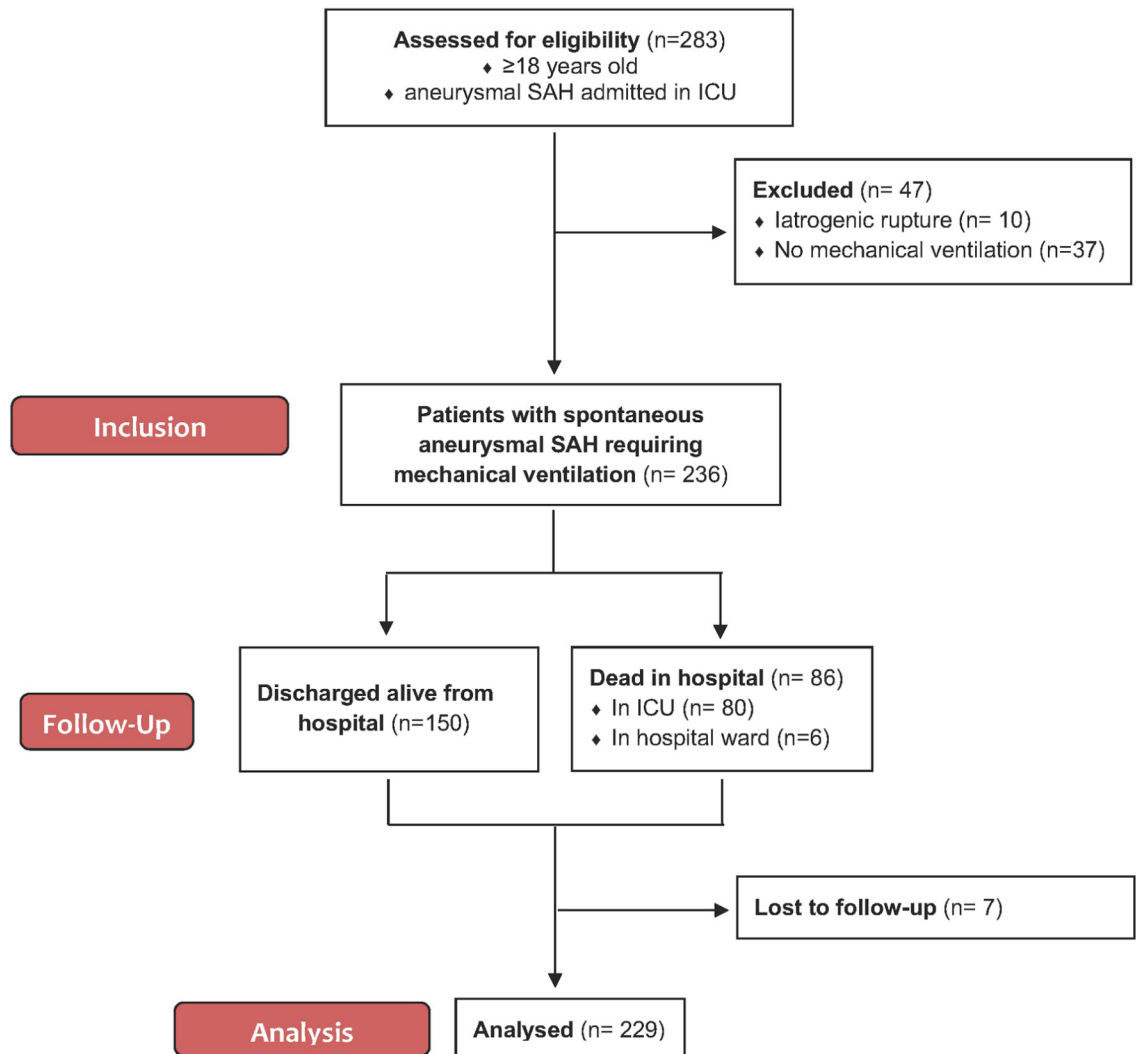 Assessed for eligibility (n=283)
♦ ≥18 years old
♦ aneurysmal SAH admitted in ICU
Excluded (n= 47)
♦ Iatrogenic rupture (n= 10)
♦ No mechanical ventilation (n=37)
Inclusion
Patients with spontaneous
aneurysmal SAH requiring
mechanical ventilation (n= 236)
Follow-Up
Discharged alive from
hospital (n=150)
Dead in hospital (n= 86)
♦ In ICU (n= 80)
♦ In hospital ward (n=6)
Lost to follow-up (n= 7)
Analysis
Analysed (n= 229)